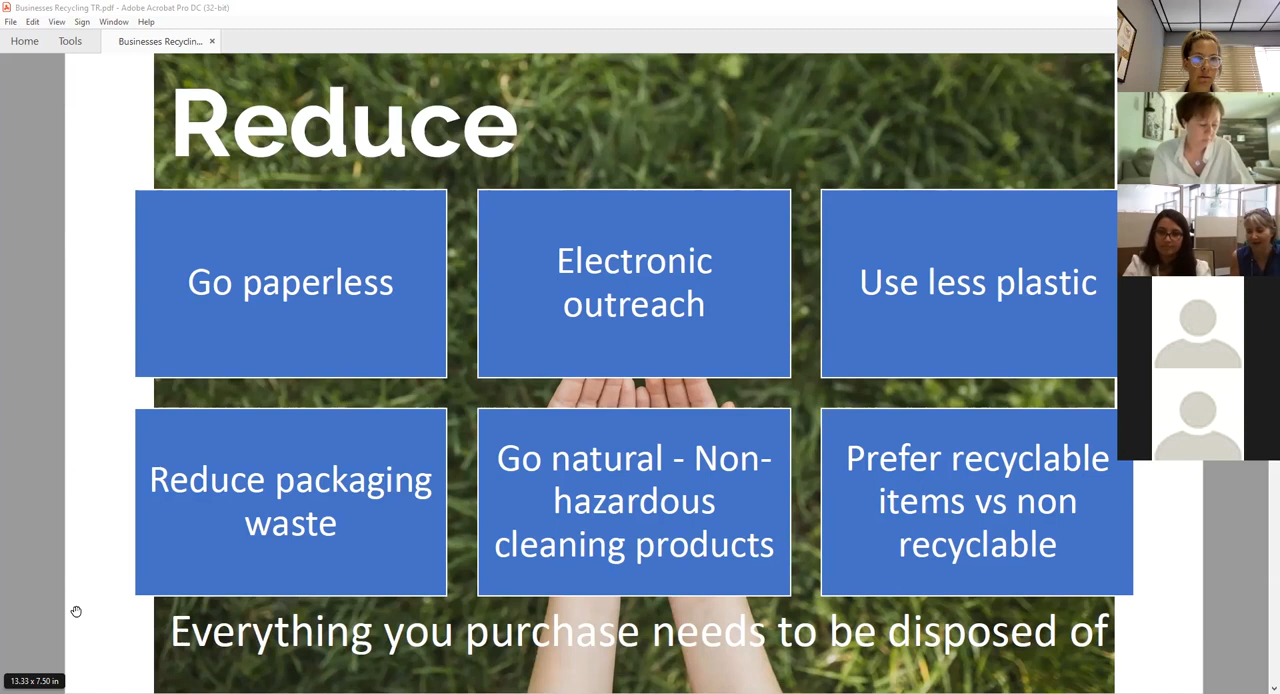 Businesses Recycling TR.pdf - Adobe Acrobat Pro DC (32-bit)
File Edit View Sign Window Help
Home Tools Businesses Recyclin... ×
Reduce
Go paperless
Electronic
outreach
Use less plastic
Reduce packaging
waste
Go natural - Non-
hazardous
cleaning products
Prefer recyclable
items vs non
recyclable
Everything you purchase needs to be disposed of
13.33 x 7.50 in